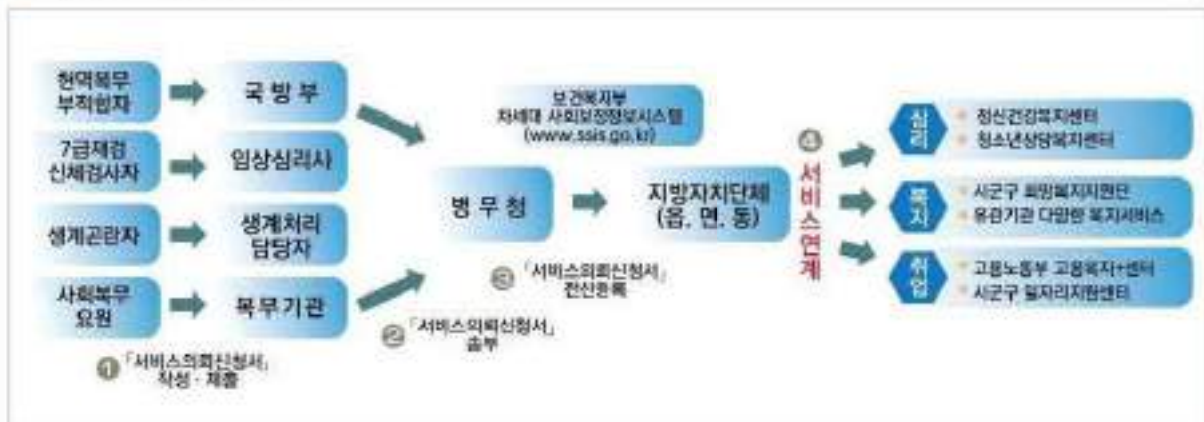 현역복무
부적합자
국 방 부
7급재검
신체검사자
임상심리사
생계곤란자
생계처리
담당자
사회복무
요원
복무기관
❶ 「서비스의뢰신청서」
작성 · 제출
② 「서비스의뢰신청서」
송부
병 무 청
③ 「서비스의뢰신청서」
전산등록
보건복지부
차세대 사회보장정보시스템
(www.ssis.go.kr)
지방자치단체
(읍. 면. 동)
④ 서비스연계
심리
정신건강복지센터
청소년상담복지센터
복지
시군구 희망복지지원단
유관기관 다양한 복지서비스
취업
고용노동부 고용복지+센터
시군구 일자리지원센터